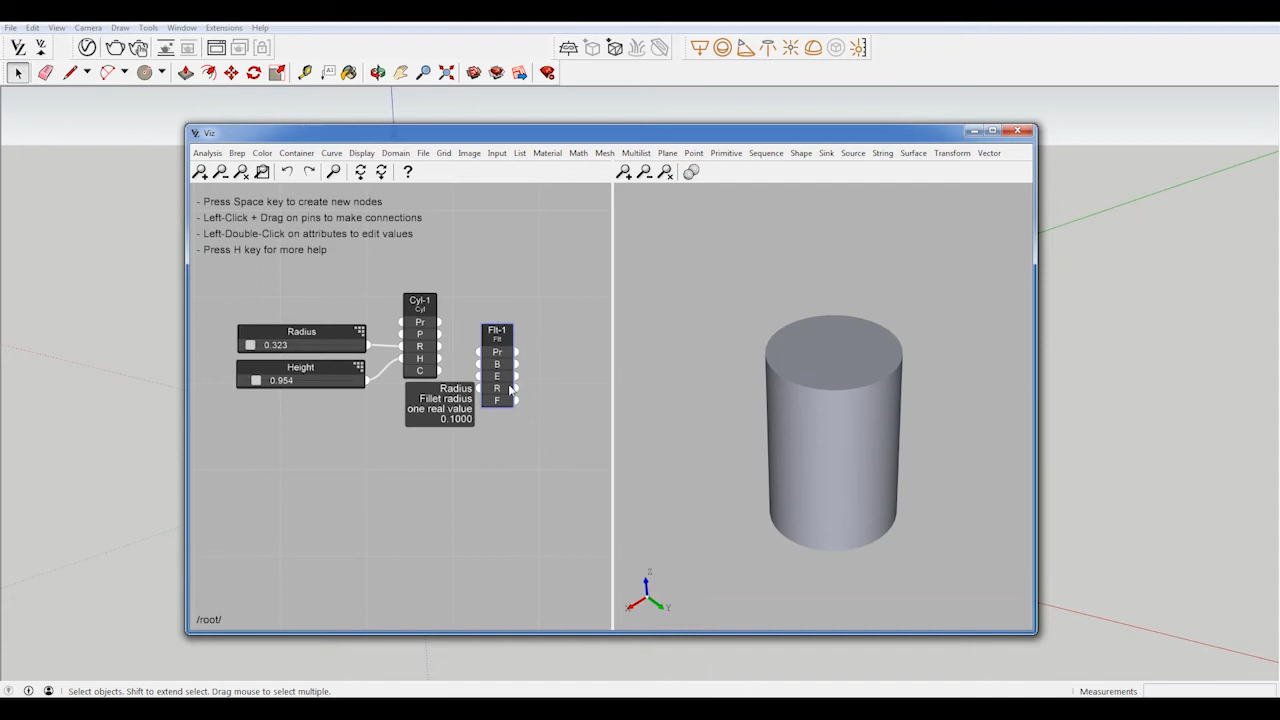 File Edit View Camera Draw Tools Window Extensions Help
A1
Viz
Analysis Brep Color Container Curve Display Domain File Grid Image Input List Material Math Mesh Multilist Plane Point Primitive Sequence Shape Sink Source String Surface Transform Vector
?
- Press Space key to create new nodes
- Left-Click + Drag on pins to make connections
- Left-Double-Click on attributes to edit values
- Press H key for more help
Radius
0.323
Height
0.954
Cyl-1
Cyl
Pr
P
R
H
C
Flt-1
Flt
Pr
B
E
R
F
Radius
Fillet radius
one real value
0.1000
Z
X
Y
/root/
Select objects. Shift to extend select. Drag mouse to select multiple.
Measurements